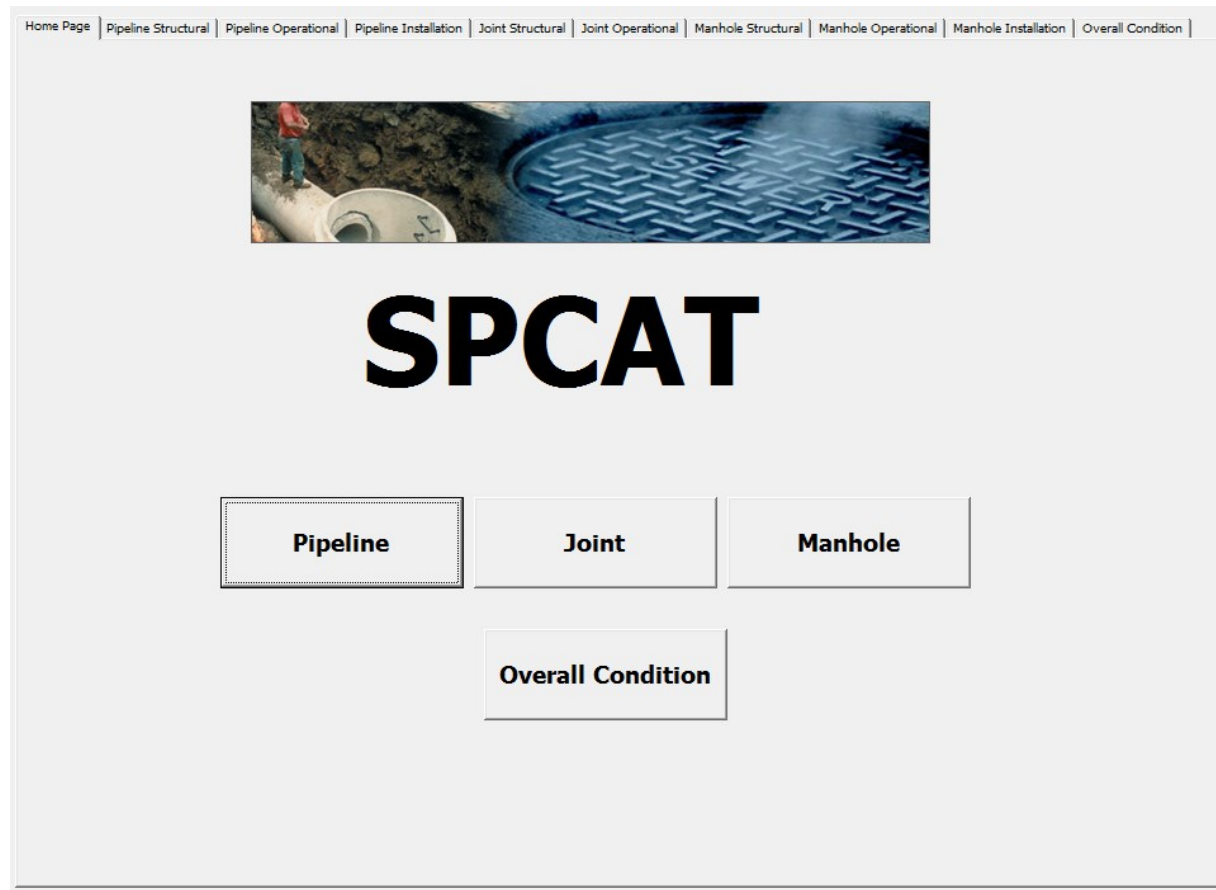 Home Page Pipeline Structural Pipeline Operational Pipeline Installation Joint Structural Joint Operational Manhole Structural Manhole Operational Manhole Installation Overall Condition
SEWER
SPCAT
Pipeline Joint Manhole
Overall Condition